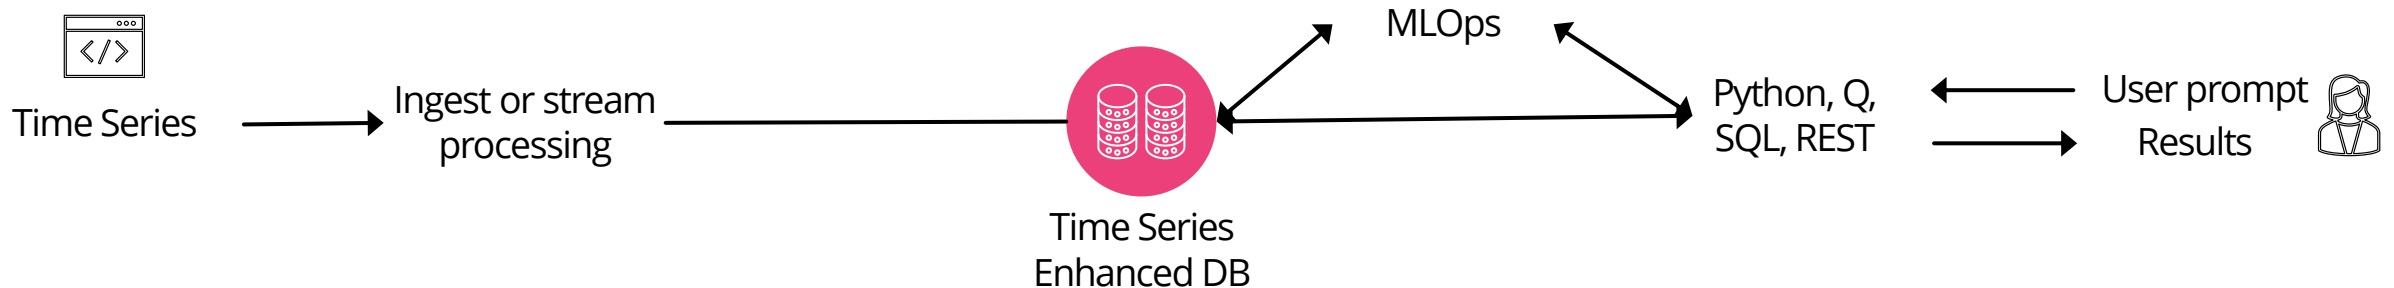 Time Series
Ingest or stream
processing
Time Series
Enhanced DB
MLOps
Python, Q,
SQL, REST
User prompt
Results